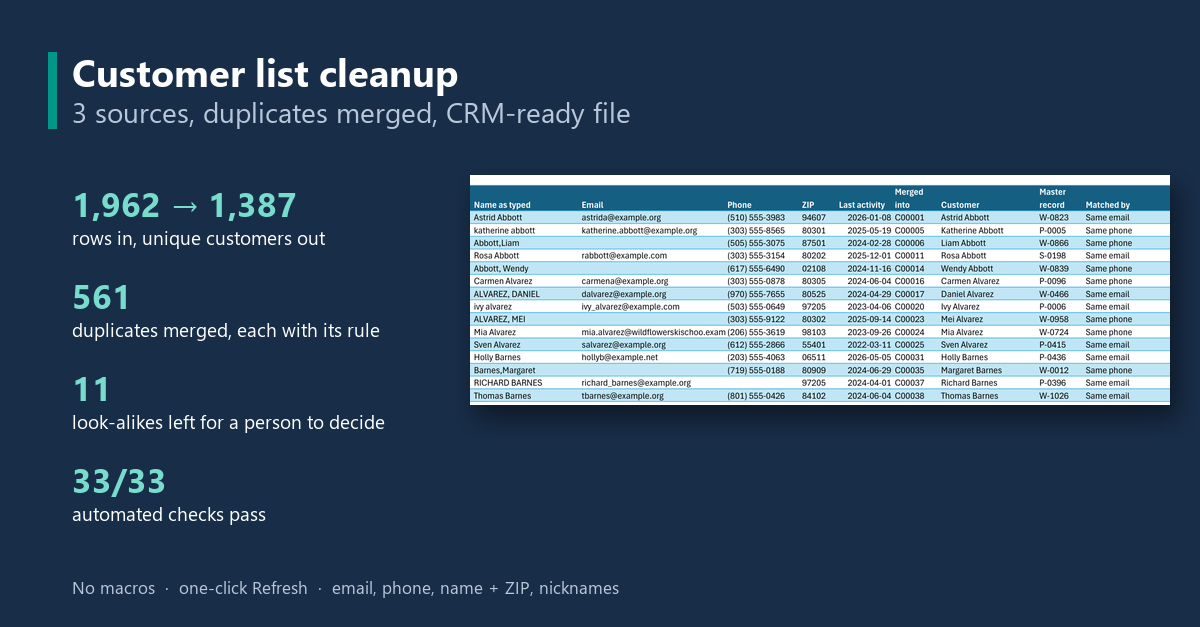 Customer list cleanup
3 sources, duplicates merged, CRM-ready file
1,962 → 1,387
rows in, unique customers out
561
duplicates merged, each with its rule
11
look-alikes left for a person to decide
33/33
automated checks pass
Merged Master
Name as typed Email Phone ZIP Last activity into Customer record Matched by
Astrid Abbott astrida@example.org (510) 555-3983 94607 2026-01-08 C00001 Astrid Abbott W-0823 Same email
katherine abbott katherine.abbott@example.org (303) 555-8565 80301 2025-05-19 C00005 Katherine Abbott P-0005 Same email
Abbott,Liam (505) 555-3075 87501 2024-02-28 C00006 Liam Abbott W-0866 Same phone
Rosa Abbott rabbott@example.com (303) 555-3154 80202 2025-12-01 C00011 Rosa Abbott S-0198 Same email
Abbott, Wendy (617) 555-6490 02108 2024-11-16 C00014 Wendy Abbott W-0839 Same phone
Carmen Alvarez carmena@example.org (303) 555-0878 80305 2024-06-04 C00016 Carmen Alvarez P-0096 Same phone
ALVAREZ, DANIEL dalvarez@example.org (970) 555-7655 80525 2024-04-29 C00017 Daniel Alvarez W-0466 Same email
ivy alvarez ivy_alvarez@example.com (503) 555-0649 97205 2023-04-06 C00020 Ivy Alvarez P-0006 Same email
ALVAREZ, MEI (303) 555-9122 80302 2025-09-14 C00023 Mei Alvarez W-0958 Same phone
Mia Alvarez mia.alvarez@wildflowerskischoo.exam (206) 555-3619 98103 2023-09-26 C00024 Mia Alvarez W-0724 Same phone
Sven Alvarez salvarez@example.org (612) 555-2866 55401 2022-03-11 C00025 Sven Alvarez P-0415 Same email
Holly Barnes hollyb@example.net (203) 555-4063 06511 2026-05-05 C00031 Holly Barnes P-0436 Same email
Barnes,Margaret (719) 555-0188 80909 2024-06-29 C00035 Margaret Barnes W-0012 Same phone
RICHARD BARNES richard_barnes@example.org 97205 2024-04-01 C00037 Richard Barnes P-0396 Same email
Thomas Barnes tbarnes@example.org (801) 555-0426 84102 2024-06-04 C00038 Thomas Barnes W-1026 Same email
No macros · one-click Refresh · email, phone, name + ZIP, nicknames